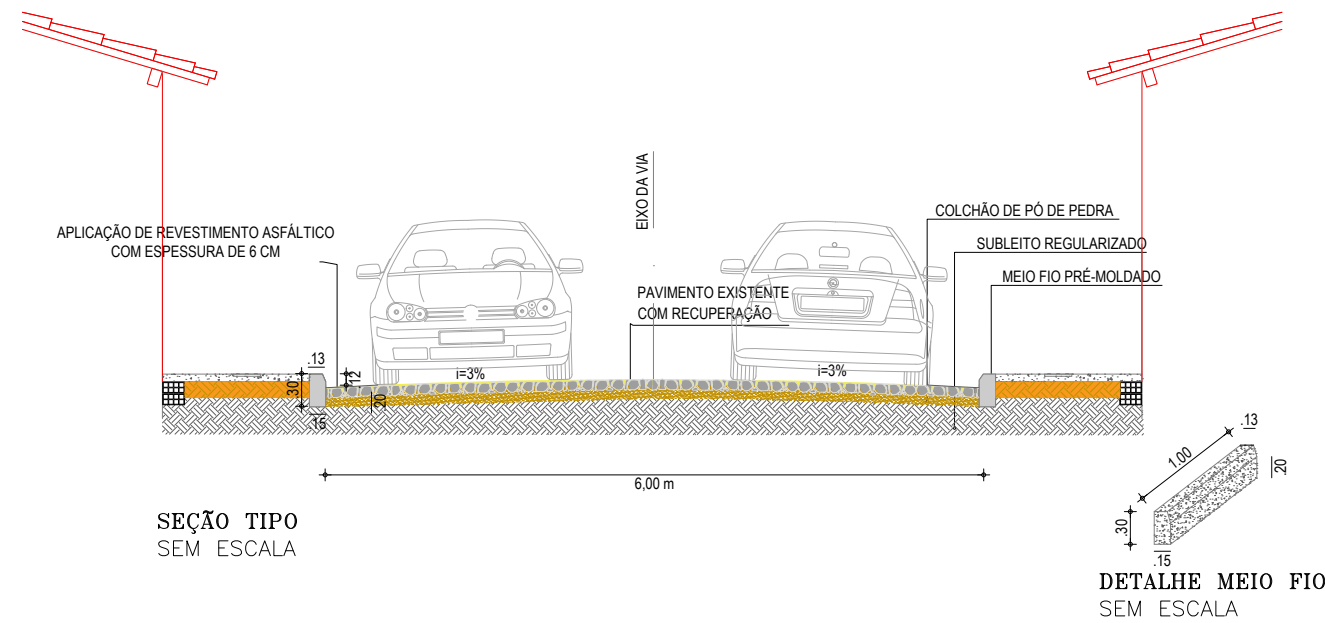 EIXO DA VIA
APLICAÇÃO DE REVESTIMENTO ASFÁLTICO
COM ESPESSURA DE 6 CM
COLCHÃO DE PÓ DE PEDRA
SUBLEITO REGULARIZADO
MEIO FIO PRÉ-MOLDADO
PAVIMENTO EXISTENTE
COM RECUPERAÇÃO
.13
.30
12
i=3%
i=3%
20
.15
6,00 m
SEÇÃO TIPO
SEM ESCALA
.13
1.00
.20
.30
.15
DETALHE MEIO FIO
SEM ESCALA